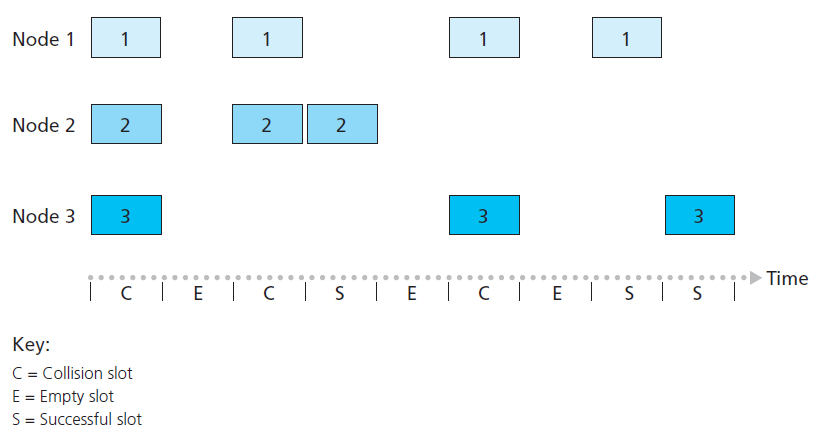 Node 1 1 1 1 1
Node 2 2 2 2
Node 3 3 3 3
Time
C E C S E C E S S
Key:
C = Collision slot
E = Empty slot
S = Successful slot